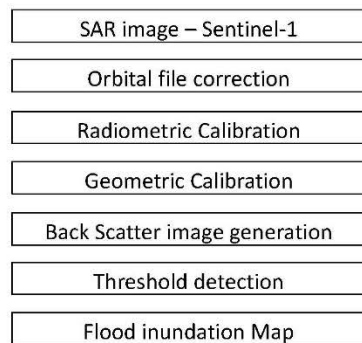 SAR image – Sentinel-1
Orbital file correction
Radiometric Calibration
Geometric Calibration
Back Scatter image generation
Threshold detection
Flood inundation Map